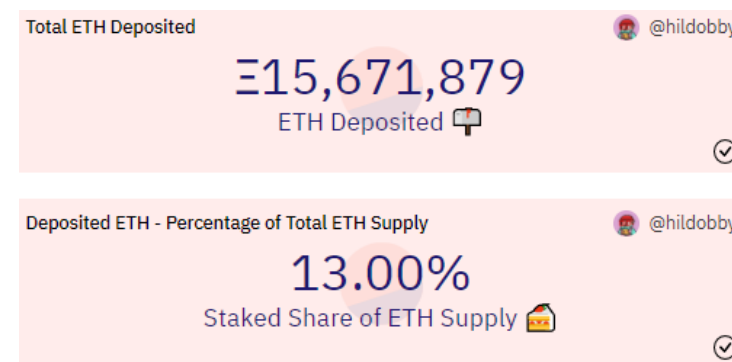 Total ETH Deposited
@hildobby
Ξ15,671,879
ETH Deposited
Deposited ETH - Percentage of Total ETH Supply
@hildobby
13.00%
Staked Share of ETH Supply